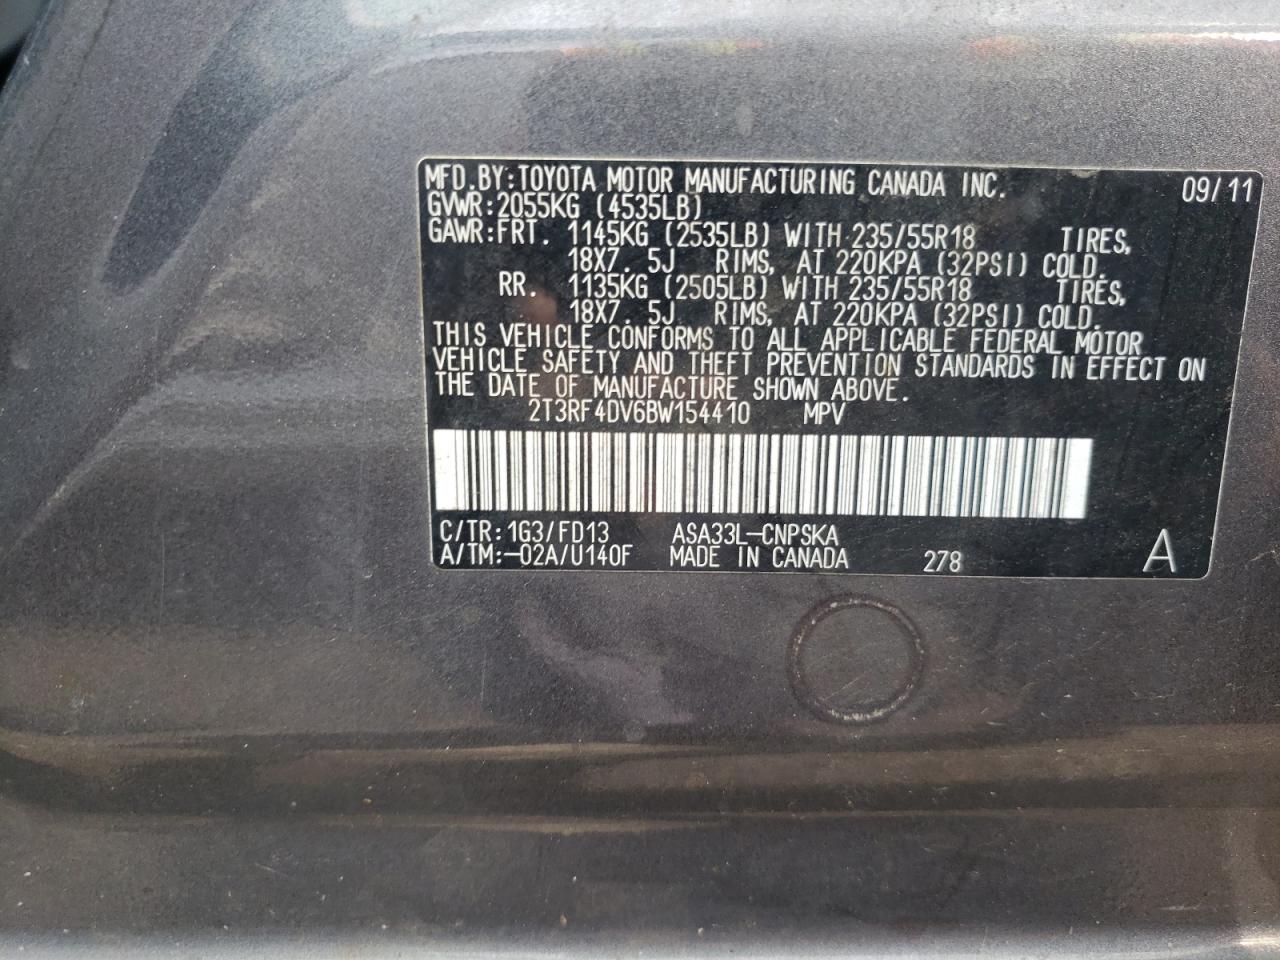 MFD.BY:TOYOTA MOTOR MANUFACTURING CANADA INC. 09/11
GVWR:2055KG (4535LB)
GAWR:FRT. 1145KG (2535LB) WITH 235/55R18 TIRES,
18X7. 5J RIMS, AT 220KPA (32PSI) COLD.
RR. 1135KG (2505LB) WITH 235/55R18 TIRES,
18X7. 5J RIMS, AT 220KPA (32PSI) COLD.
THIS VEHICLE CONFORMS TO ALL APPLICABLE FEDERAL MOTOR
VEHICLE SAFETY AND THEFT PREVENTION STANDARDS IN EFFECT ON
THE DATE OF MANUFACTURE SHOWN ABOVE.
2T3RF4DV6BW154410 MPV
C/TR:1G3/FD13 ASA33L-CNPSKA
A/TM:-02A/U140F MADE IN CANADA 278 A